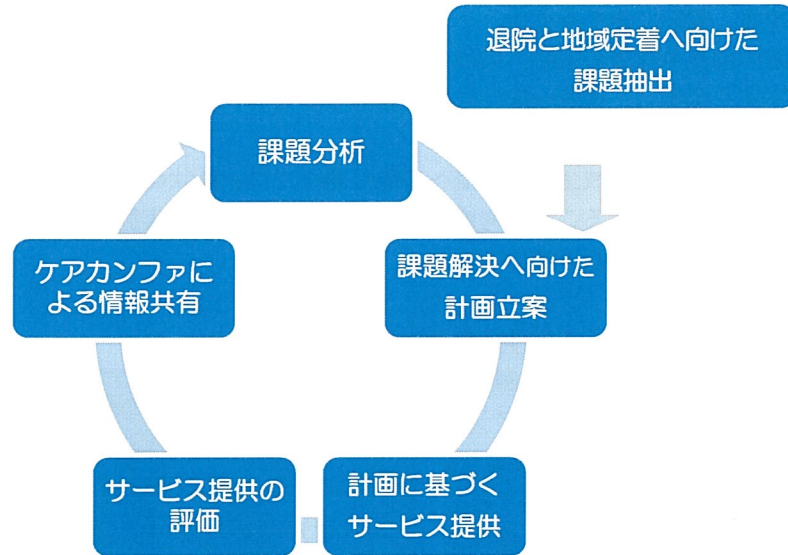 退院と地域定着へ向けた
課題抽出
課題分析
課題解決へ向けた
計画立案
計画に基づく
サービス提供
サービス提供の
評価
ケアカンファに
よる情報共有